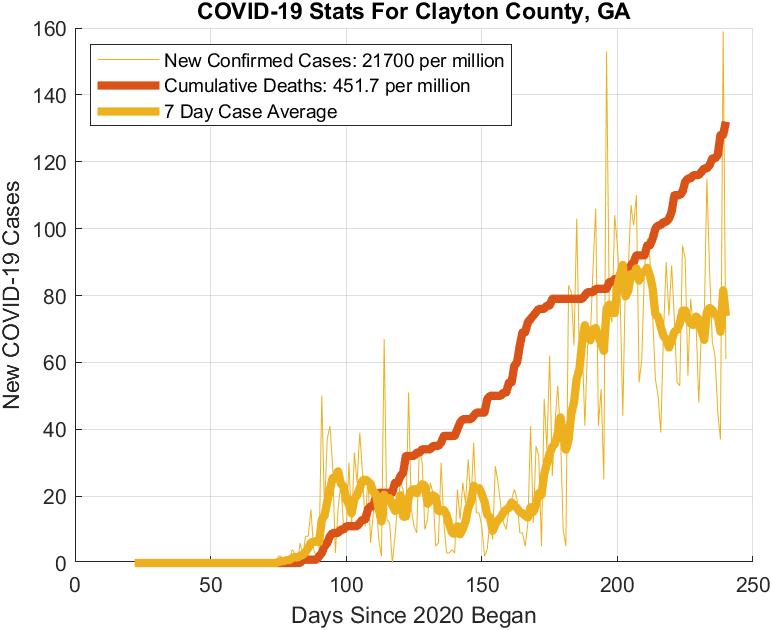 COVID-19 Stats For Clayton County, GA
New Confirmed Cases: 21700 per million
Cumulative Deaths: 451.7 per million
7 Day Case Average
New COVID-19 Cases
160
140
120
100
80
60
40
20
0
0 50 100 150 200 250
Days Since 2020 Began